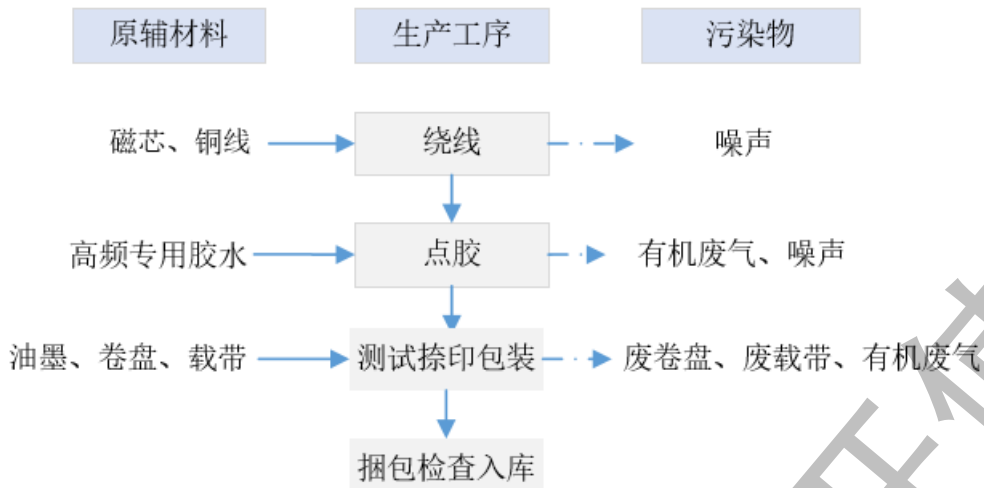 原辅材料 生产工序 污染物
磁芯、铜线 绕线 噪声
高频专用胶水 点胶 有机废气、噪声
油墨、卷盘、载带 测试捺印包装 废卷盘、废载带、有机废气
捆包检查入库